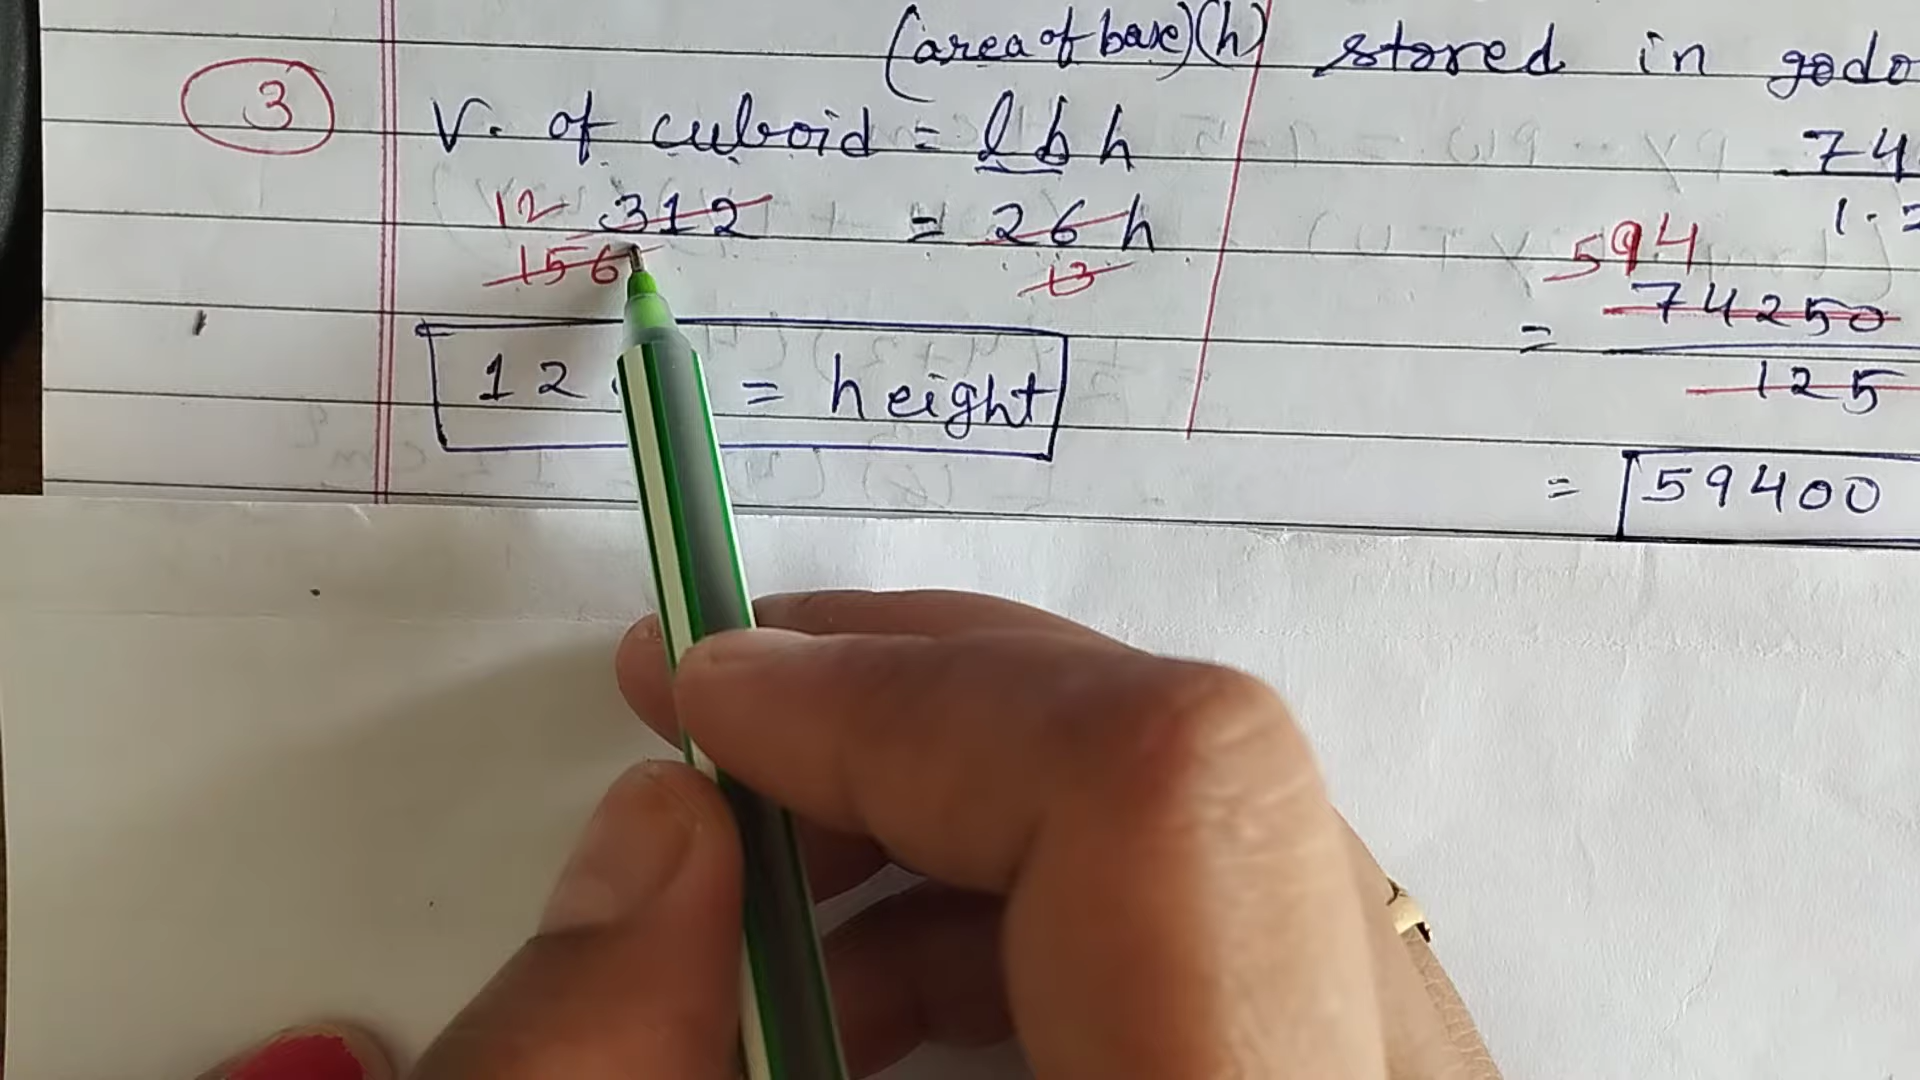 (area of base)(h)
3
V. of cuboid = l b h
12 312 = 26 h
156 13
12 = height
stored in godo
74
1.
594
= 74250
125
= 59400